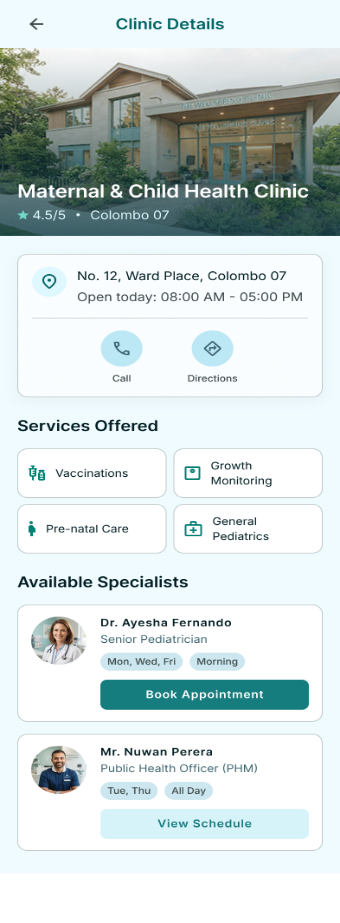 Clinic Details
Maternal & Child Health Clinic
4.5/5 • Colombo 07
No. 12, Ward Place, Colombo 07
Open today: 08:00 AM - 05:00 PM
Call
Directions
Services Offered
Vaccinations
Growth
Monitoring
Pre-natal Care
General
Pediatrics
Available Specialists
Dr. Ayesha Fernando
Senior Pediatrician
Mon, Wed, Fri
Morning
Book Appointment
Mr. Nuwan Perera
Public Health Officer (PHM)
Tue, Thu
All Day
View Schedule